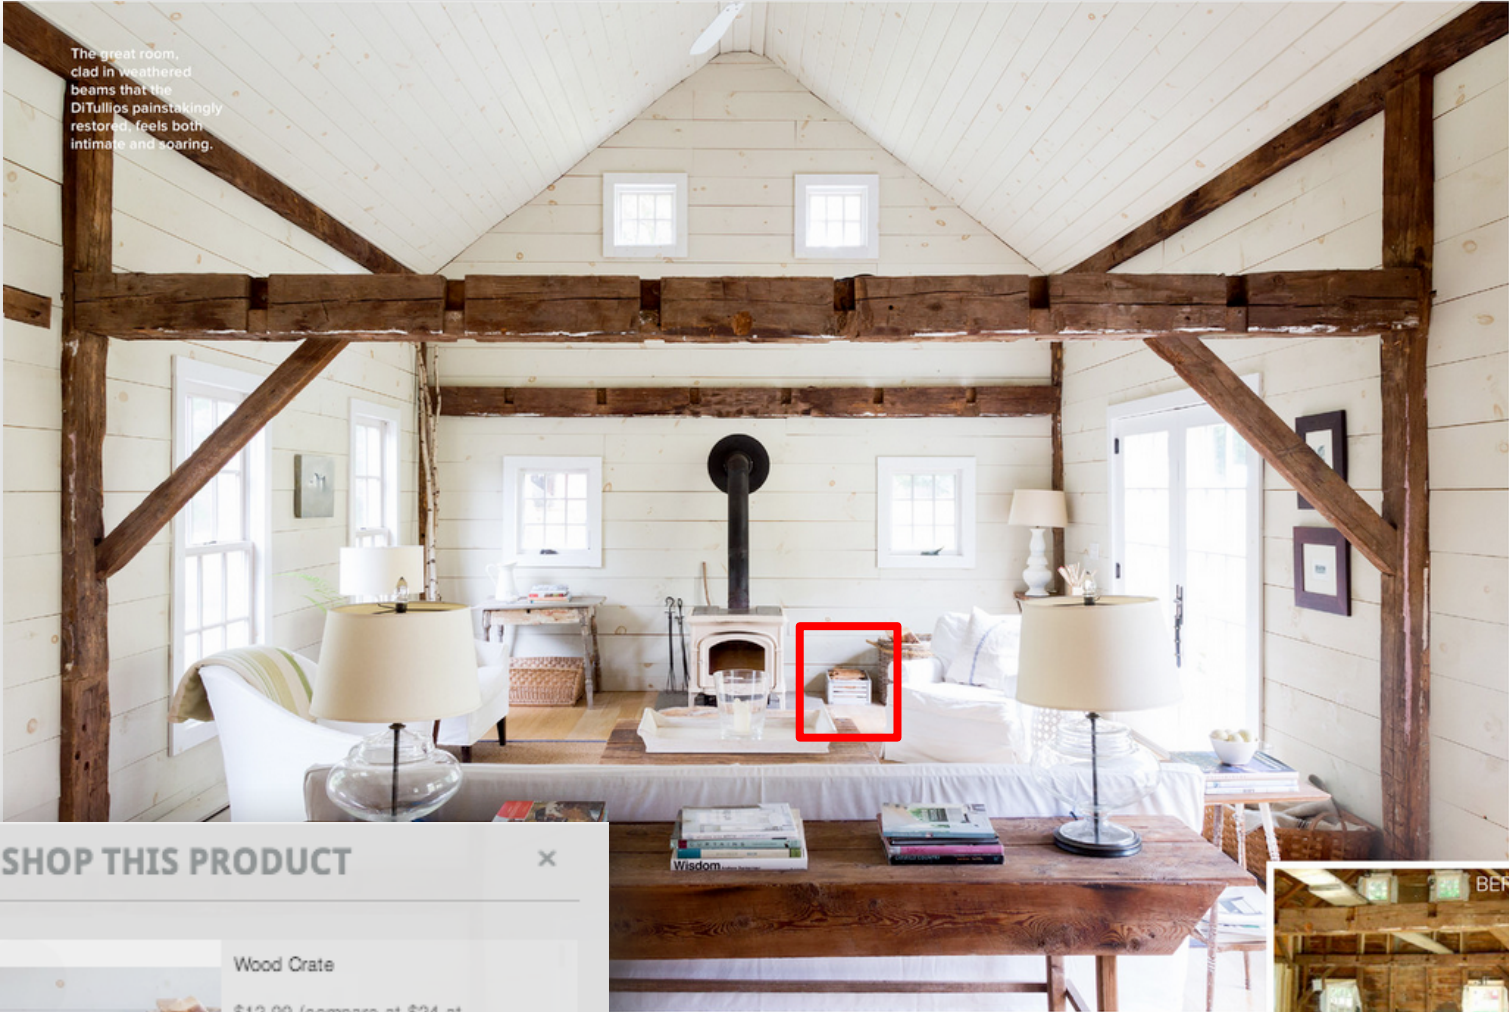 The great room,
clad in weathered
beams that the
DiTullios painstakingly
restored, feels both
intimate and soaring.
Wisdom
SHOP THIS PRODUCT
×
Wood Crate